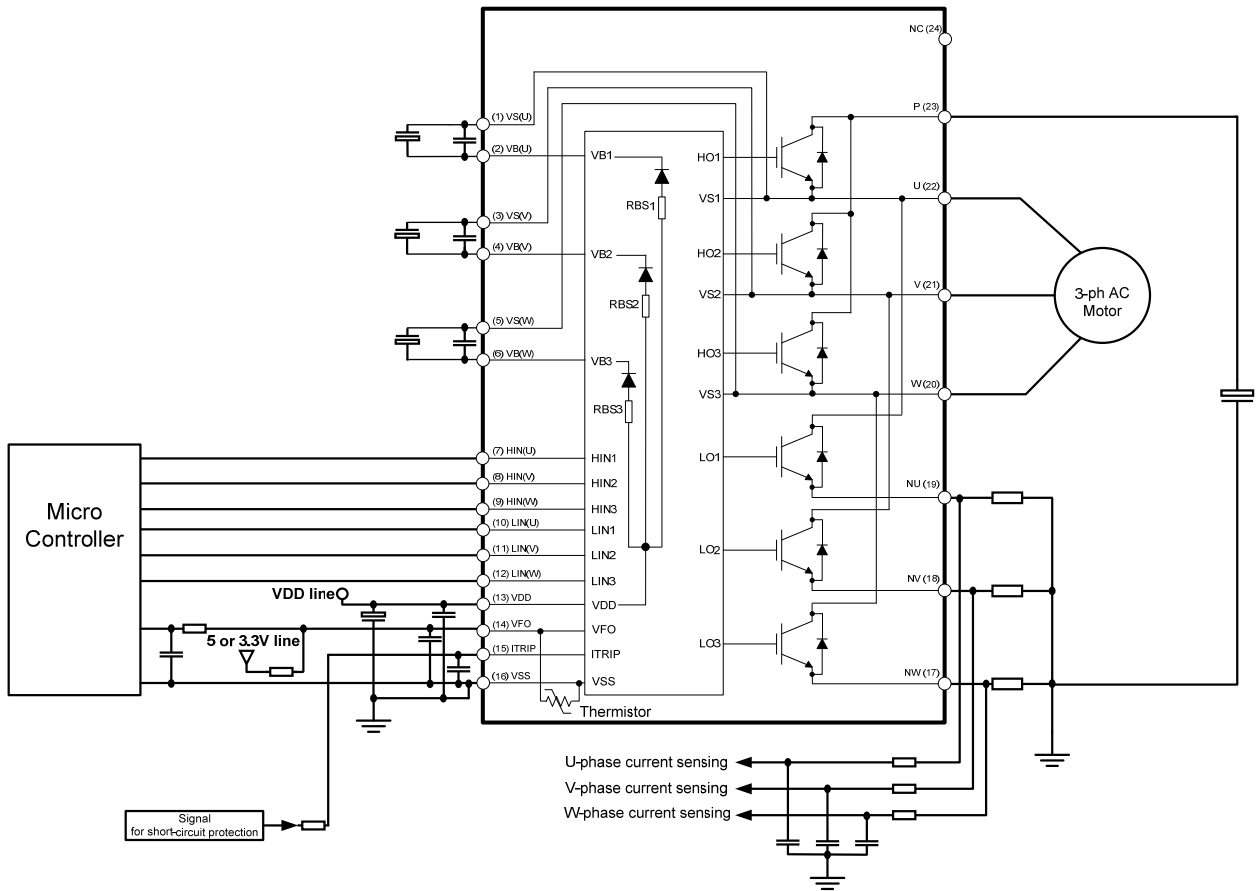 NC (24)
P (23)
U (22)
V (21)
W (20)
NU (19)
NV (18)
NW (17)
(1) VS(U)
(2) VB(U)
(3) VS(V)
(4) VB(V)
(5) VS(W)
(6) VB(W)
(7) HIN(U)
(8) HIN(V)
(9) HIN(W)
(10) LIN(U)
(11) LIN(V)
(12) LIN(W)
(13) VDD
(14) VFO
(15) ITRIP
(16) VSS
VB1
RBS1
VB2
RBS2
VB3
RBS3
HIN1
HIN2
HIN3
LIN1
LIN2
LIN3
VDD
VFO
ITRIP
VSS
HO1
VS1
HO2
VS2
HO3
VS3
LO1
LO2
LO3
3-ph AC
Motor
Micro
Controller
VDD line
5 or 3.3V line
Thermistor
U-phase current sensing
V-phase current sensing
W-phase current sensing
Signal
for short-circuit protection